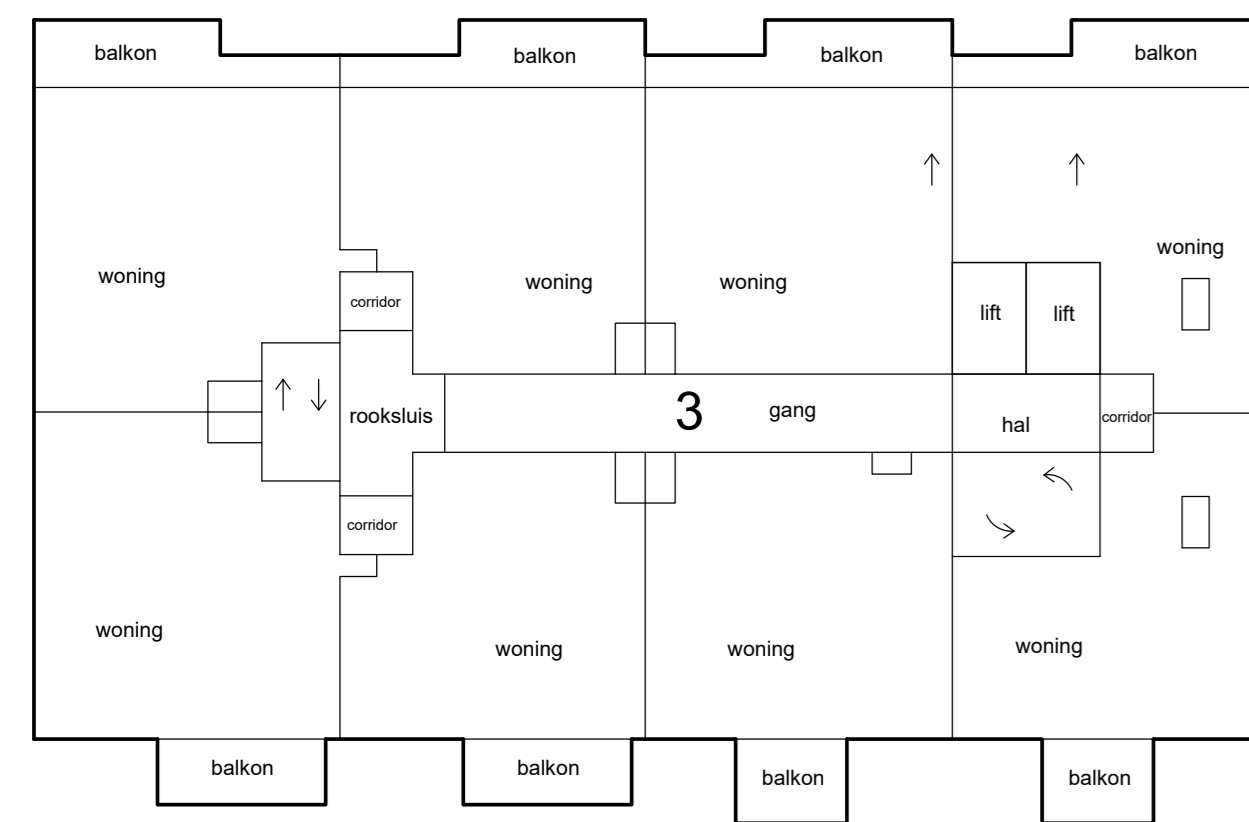 balkon
balkon
balkon
balkon
woning
woning
woning
woning
corridor
lift
lift
rooksluis
3
gang
hal
corridor
corridor
woning
woning
woning
woning
balkon
balkon
balkon
balkon